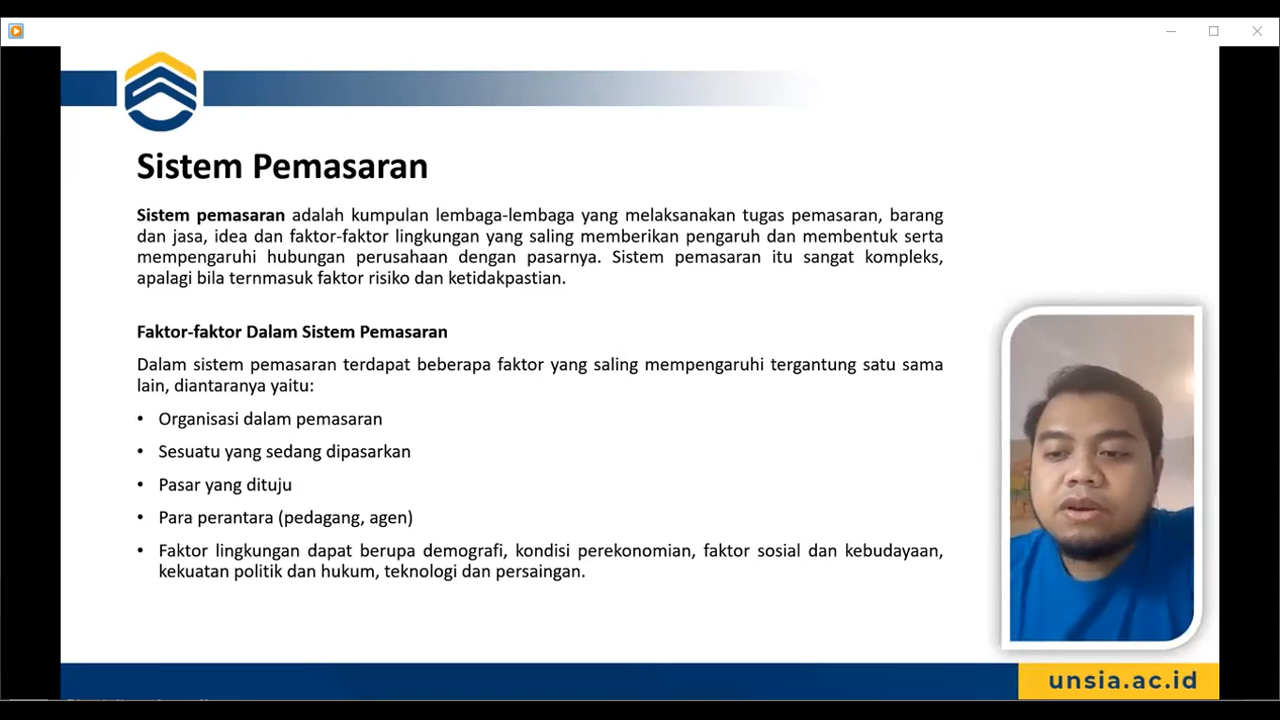 Sistem Pemasaran
Sistem pemasaran adalah kumpulan lembaga-lembaga yang melaksanakan tugas pemasaran, barang
dan jasa, idea dan faktor-faktor lingkungan yang saling memberikan pengaruh dan membentuk serta
mempengaruhi hubungan perusahaan dengan pasarnya. Sistem pemasaran itu sangat kompleks,
apalagi bila ternmasuk faktor risiko dan ketidakpastian.
Faktor-faktor Dalam Sistem Pemasaran
Dalam sistem pemasaran terdapat beberapa faktor yang saling mempengaruhi tergantung satu sama
lain, diantaranya yaitu:
• Organisasi dalam pemasaran
• Sesuatu yang sedang dipasarkan
• Pasar yang dituju
• Para perantara (pedagang, agen)
• Faktor lingkungan dapat berupa demografi, kondisi perekonomian, faktor sosial dan kebudayaan,
kekuatan politik dan hukum, teknologi dan persaingan.
unsia.ac.id